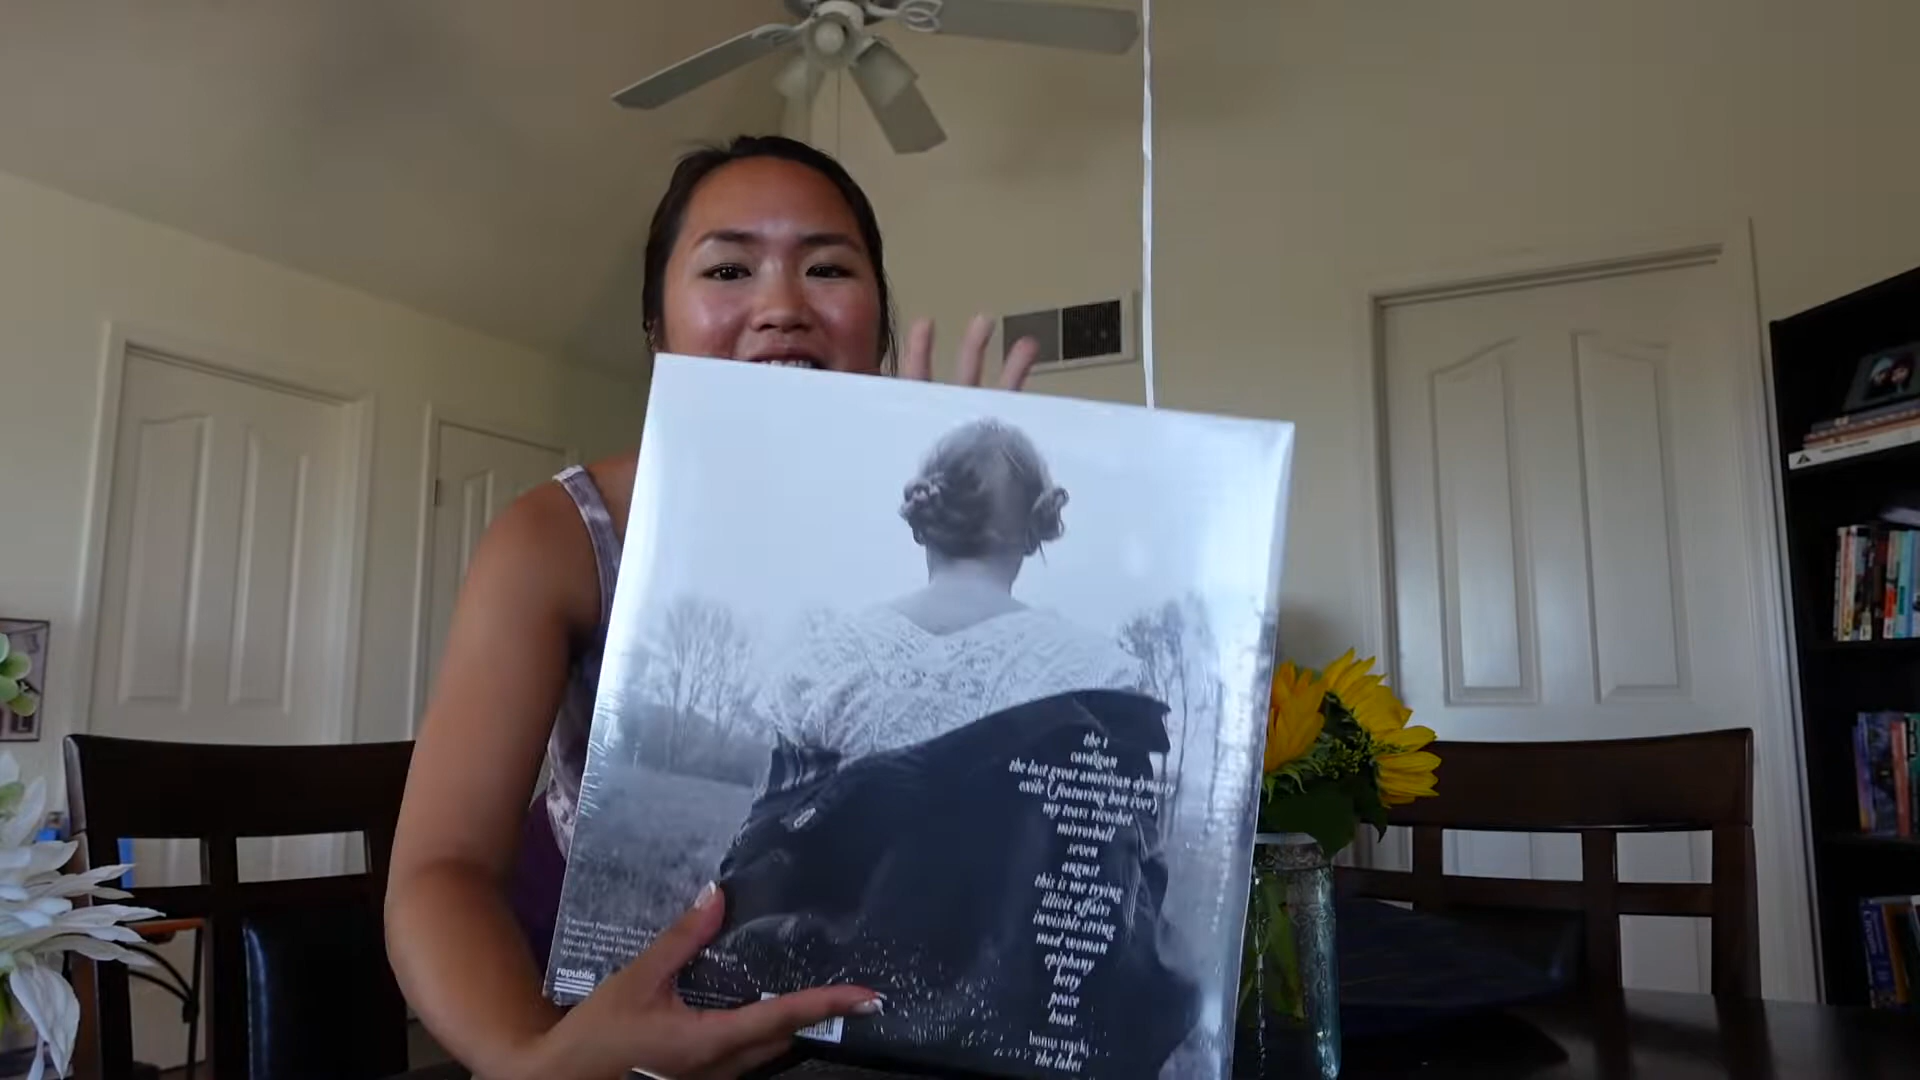 the 1
cardigan
the last great american dynasty
exile (featuring bon iver)
my tears ricochet
mirrorball
seven
august
this is me trying
illicit affairs
invisible string
mad woman
epiphany
betty
peace
hoax
bonus track:
the lakes
republic